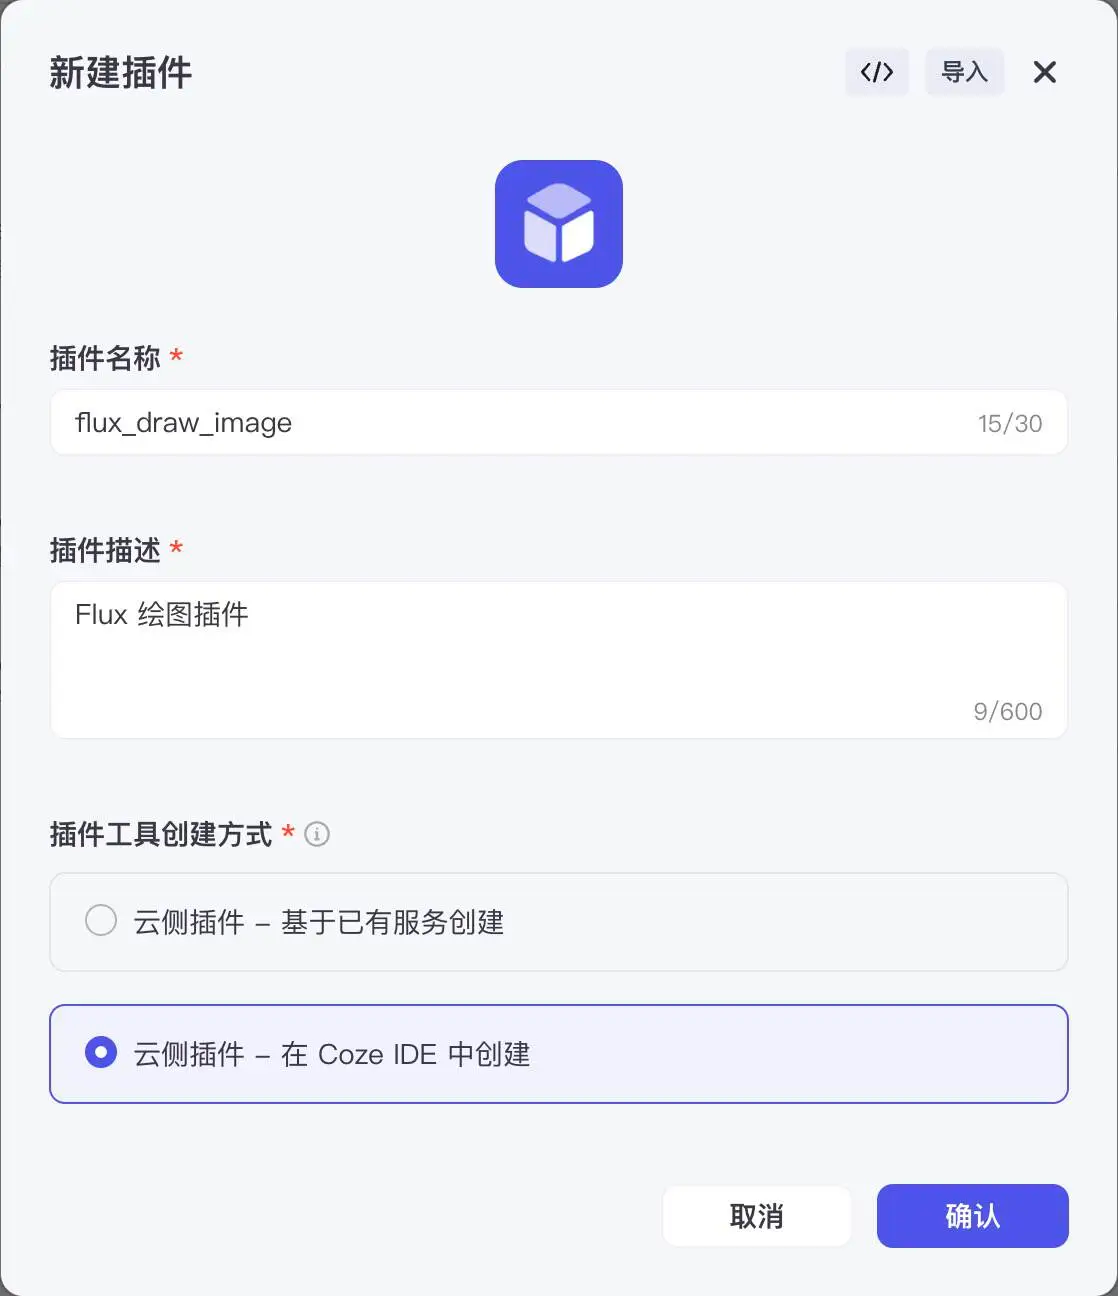 新建插件
</> 导入
插件名称 *
flux_draw_image 15/30
插件描述 *
Flux 绘图插件
9/600
插件工具创建方式 *
云侧插件 – 基于已有服务创建
云侧插件 – 在 Coze IDE 中创建
取消 确认